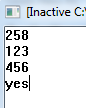 [Inactive C:\
258
123
456
yes